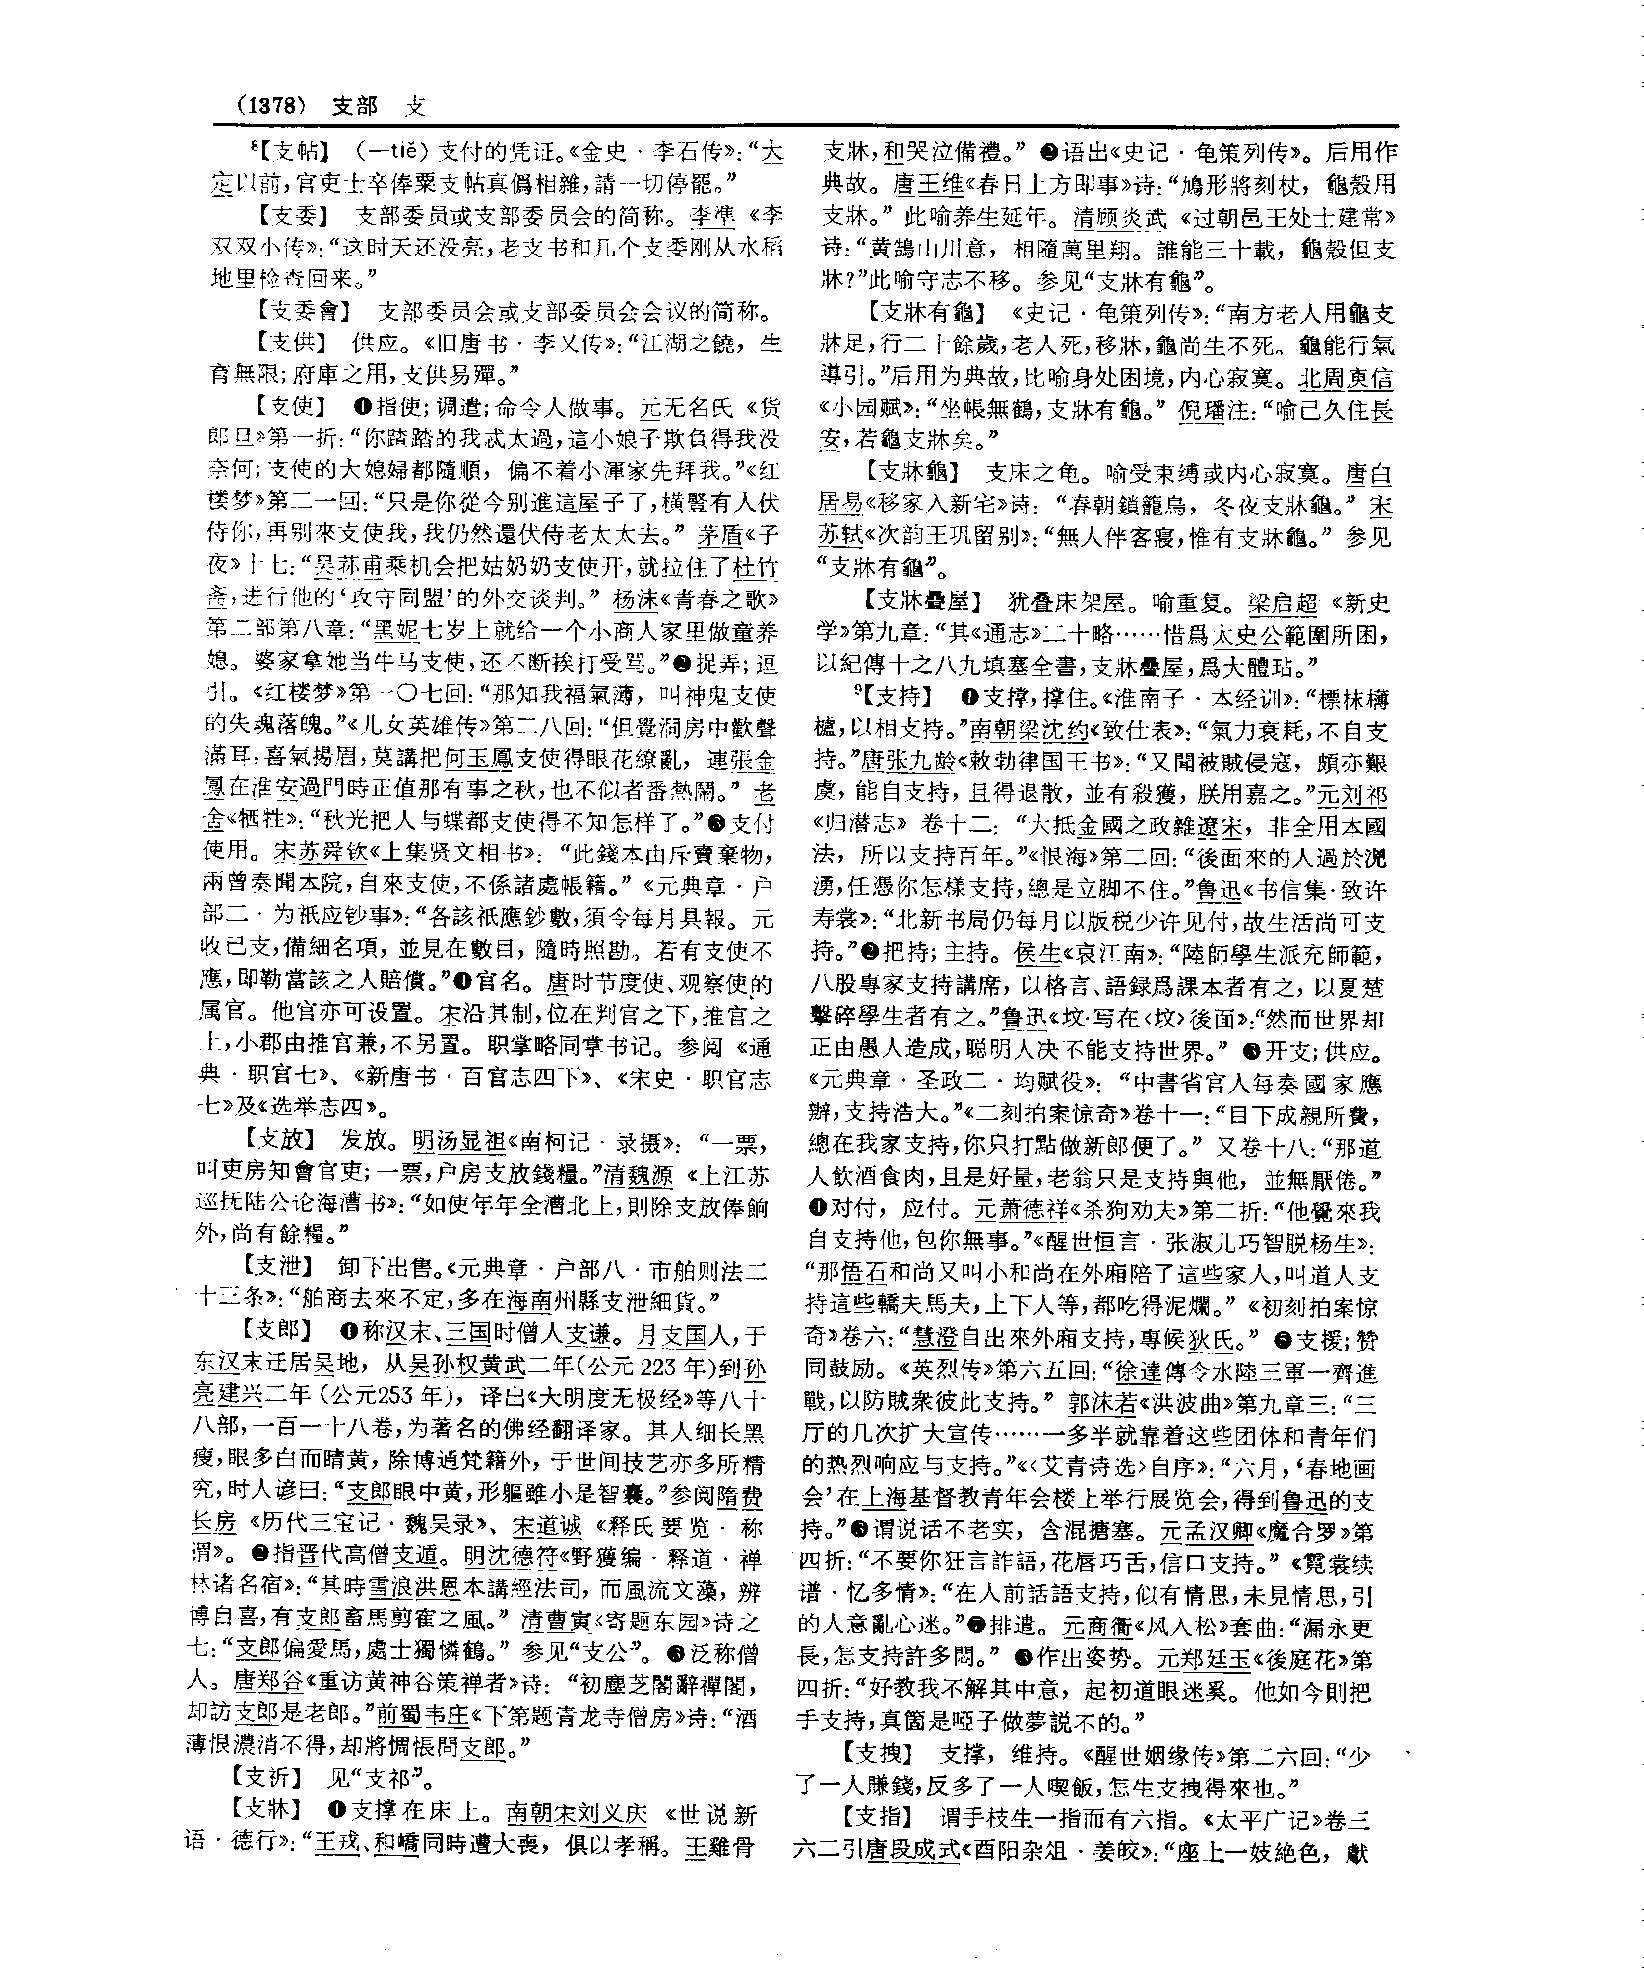 (1378) 支部 支
⁸【支帖】 (—tiě) 支付的凭证。《金史·李石传》：“大
定以前，官吏士卒俸粟支帖真僞相雜，請一切停罷。”
【支委】 支部委员或支部委员会的简称。李準《李
双双小传》：“这时天还没亮，老支书和几个支委刚从水稻
地里检查回来。”
【支委會】 支部委员会或支部委员会会议的简称。
【支供】 供应。《旧唐书·李乂传》：“江湖之饒，生
育無限；府庫之用，支供易殫。”
【支使】 ❶指使；调遣；命令人做事。元无名氏《货
郎旦》第一折：“你踏踏的我忒太過，這小娘子欺負得我没
奈何；支使的大媳婦都隨順，偏不着小渾家先拜我。”《红
楼梦》第二一回：“只是你從今别進這屋子了，横豎有人伏
侍你，再别來支使我，我仍然還伏侍老太太去。”茅盾《子
夜》十七：“吴荪甫乘机会把姑奶奶支使开，就拉住了杜竹
斋，进行他的‘攻守同盟’的外交谈判。”杨沫《青春之歌》
第二部第八章：“黑妮七岁上就给一个小商人家里做童养
媳。婆家拿她当牛马支使，还不断挨打受骂。”❷捉弄；逗
引。《红楼梦》第一〇七回：“那知我福氣薄，叫神鬼支使
的失魂落魄。”《儿女英雄传》第二八回：“但覺洞房中歡聲
滿耳，喜氣揚眉，莫講把何玉鳳支使得眼花繚亂，連張金
鳳在淮安過門時正值那有事之秋，也不似者番熱鬧。”老
舍《牺牲》：“秋光把人与蝶都支使得不知怎样了。”❸支付
使用。宋苏舜钦《上集贤文相书》：“此錢本由斥賣棄物，
兩曾奏聞本院，自來支使，不係諸處帳籍。”《元典章·户
部二·为祇应钞事》：“各該祇應鈔數，須令每月具報。元
收已支，備細名項，並見在數目，隨時照勘。若有支使不
應，即勒當該之人賠償。”❹官名。唐时节度使、观察使的
属官。他官亦可设置。宋沿其制，位在判官之下，推官之
上，小郡由推官兼，不另置。职掌略同掌书记。参阅《通
典·职官七》、《新唐书·百官志四下》、《宋史·职官志
七》及《选举志四》。
【支放】 发放。明汤显祖《南柯记·录摄》：“一票，
叫吏房知會官吏；一票，户房支放錢糧。”清魏源《上江苏
巡抚陆公论海漕书》：“如使年年全漕北上，則除支放俸餉
外，尚有餘糧。”
【支泄】 卸下出售。《元典章·户部八·市舶则法二
十三条》：“舶商去來不定，多在海南州縣支泄細貨。”
【支郎】 ❶称汉末、三国时僧人支谦。月支国人，于
东汉末迁居吴地，从吴孙权黄武二年(公元223年)到孙
亮建兴二年(公元253年)，译出《大明度无极经》等八十
八部，一百一十八卷，为著名的佛经翻译家。其人细长黑
瘦，眼多白而睛黄，除博通梵籍外，于世间技艺亦多所精
究，时人谚曰：“支郎眼中黄，形軀雖小是智囊。”参阅隋费
长房《历代三宝记·魏吴录》、宋道诚《释氏要览·称
谓》。❷指晋代高僧支遁。明沈德符《野獲编·释道·禅
林诸名宿》：“其時雪浪洪恩本講經法司，而風流文藻，辨
博自喜，有支郎畜馬剪隺之風。”清曹寅《寄题东园》诗之
七：“支郎偏愛馬，處士獨憐鶴。”参见“支公”。❸泛称僧
人。唐郑谷《重访黄神谷策禅者》诗：“初塵芝閣辭禪閣，
却訪支郎是老郎。”前蜀韦庄《下第题青龙寺僧房》诗：“酒
薄恨濃消不得，却將惆悵問支郎。”
【支祈】 见“支祁”。
【支牀】 ❶支撑在床上。南朝宋刘义庆《世说新
语·德行》：“王戎、和嶠同時遭大喪，俱以孝稱。王雞骨
支牀，和哭泣備禮。”❷语出《史记·龟策列传》。后用作
典故。唐王维《春日上方即事》诗：“鳩形將刻杖，龜殼用
支牀。”此喻养生延年。清顾炎武《过朝邑王处士建常》
诗：“黄鵠山川意，相隨萬里翔。誰能三十載，龜殼但支
牀？”此喻守志不移。参见“支牀有龜”。
【支牀有龜】 《史记·龟策列传》：“南方老人用龜支
牀足，行二十餘歲，老人死，移牀，龜尚生不死。龜能行氣
導引。”后用为典故，比喻身处困境，内心寂寞。北周庾信
《小园赋》：“坐帳無鶴，支牀有龜。”倪璠注：“喻己久住長
安，若龜支牀矣。”
【支牀龜】 支床之龟。喻受束缚或内心寂寞。唐白
居易《移家入新宅》诗：“春朝鎖籠鳥，冬夜支牀龜。”宋
苏轼《次韵王巩留别》：“無人伴客寢，惟有支牀龜。”参见
“支牀有龜”。
【支牀疊屋】 犹叠床架屋。喻重复。梁启超《新史
学》第九章：“其《通志》二十略……惜爲太史公範圍所困，
以紀傳十之八九填塞全書，支牀疊屋，爲大體玷。”
⁹【支持】 ❶支撑，撑住。《淮南子·本经训》：“標枺欂
櫨，以相支持。”南朝梁沈约《致仕表》：“氣力衰耗，不自支
持。”唐张九龄《敕勃律国王书》：“又聞被賊侵寇，頗亦艱
虞，能自支持，且得退散，並有殺獲，朕用嘉之。”元刘祁
《归潜志》卷十二：“大抵金國之政雜遼宋，非全用本國
法，所以支持百年。”《恨海》第二回：“後面來的人過於洶
湧，任憑你怎樣支持，總是立脚不住。”鲁迅《书信集·致许
寿裳》：“北新书局仍每月以版税少许见付，故生活尚可支
持。”❷把持；主持。侯生《哀江南》：“陸師學生派充師範，
八股專家支持講席，以格言、語録爲課本者有之，以夏楚
擊碎學生者有之。”鲁迅《坟·写在〈坟〉後面》：“然而世界却
正由愚人造成，聪明人决不能支持世界。”❸开支；供应。
《元典章·圣政二·均赋役》：“中書省官人每奏國家應
辦，支持浩大。”《二刻拍案惊奇》卷十一：“目下成親所費，
總在我家支持，你只打點做新郎便了。”又卷十八：“那道
人飲酒食肉，且是好量，老翁只是支持與他，並無厭倦。”
❹对付，应付。元萧德祥《杀狗劝夫》第二折：“他覺來我
自支持他，包你無事。”《醒世恒言·张淑儿巧智脱杨生》：
“那悟石和尚又叫小和尚在外廂陪了這些家人，叫道人支
持這些轎夫馬夫，上下人等，都吃得泥爛。”《初刻拍案惊
奇》卷六：“慧澄自出來外廂支持，專候狄氏。”❺支援；赞
同鼓励。《英烈传》第六五回：“徐達傳令水陸三軍一齊進
戰，以防賊衆彼此支持。”郭沫若《洪波曲》第九章三：“三
厅的几次扩大宣传……一多半就靠着这些团体和青年们
的热烈响应与支持。”《〈艾青诗选〉自序》：“六月，‘春地画
会’在上海基督教青年会楼上举行展览会，得到鲁迅的支
持。”❻谓说话不老实，含混搪塞。元孟汉卿《魔合罗》第
四折：“不要你狂言詐語，花唇巧舌，信口支持。”《霓裳续
谱·忆多情》：“在人前話語支持，似有情思，未見情思，引
的人意亂心迷。”❼排遣。元商衢《风入松》套曲：“漏永更
長，怎支持許多悶。”❽作出姿势。元郑廷玉《後庭花》第
四折：“好教我不解其中意，起初道眼迷奚。他如今則把
手支持，真箇是啞子做夢説不的。”
【支拽】 支撑，维持。《醒世姻缘传》第二六回：“少
了一人賺錢，反多了一人喫飯，怎生支拽得來也。”
【支指】 谓手枝生一指而有六指。《太平广记》卷三
六二引唐段成式《酉阳杂俎·姜皎》：“座上一妓絶色，獻